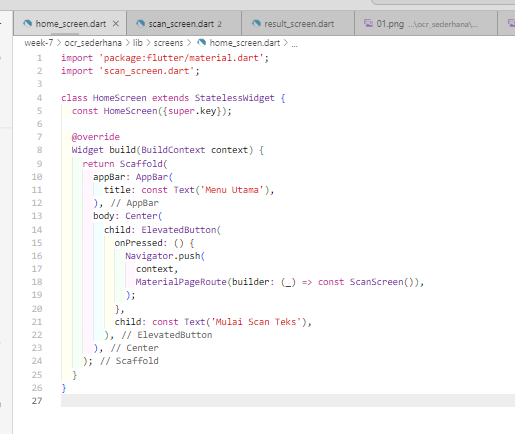 home_screen.dart × scan_screen.dart 2 result_screen.dart 01.png ...\ocr_sederhana\...
week-7 > ocr_sederhana > lib > screens > home_screen.dart > ...
1 import 'package:flutter/material.dart';
2 import 'scan_screen.dart';
3
4 class HomeScreen extends StatelessWidget {
5 const HomeScreen({super.key});
6
7 @override
8 Widget build(BuildContext context) {
9 return Scaffold(
10 appBar: AppBar(
11 title: const Text('Menu Utama'),
12 ), // AppBar
13 body: Center(
14 child: ElevatedButton(
15 onPressed: () {
16 Navigator.push(
17 context,
18 MaterialPageRoute(builder: (_) => const ScanScreen()),
19 );
20 },
21 child: const Text('Mulai Scan Teks'),
22 ), // ElevatedButton
23 ), // Center
24 ); // Scaffold
25 }
26 }
27